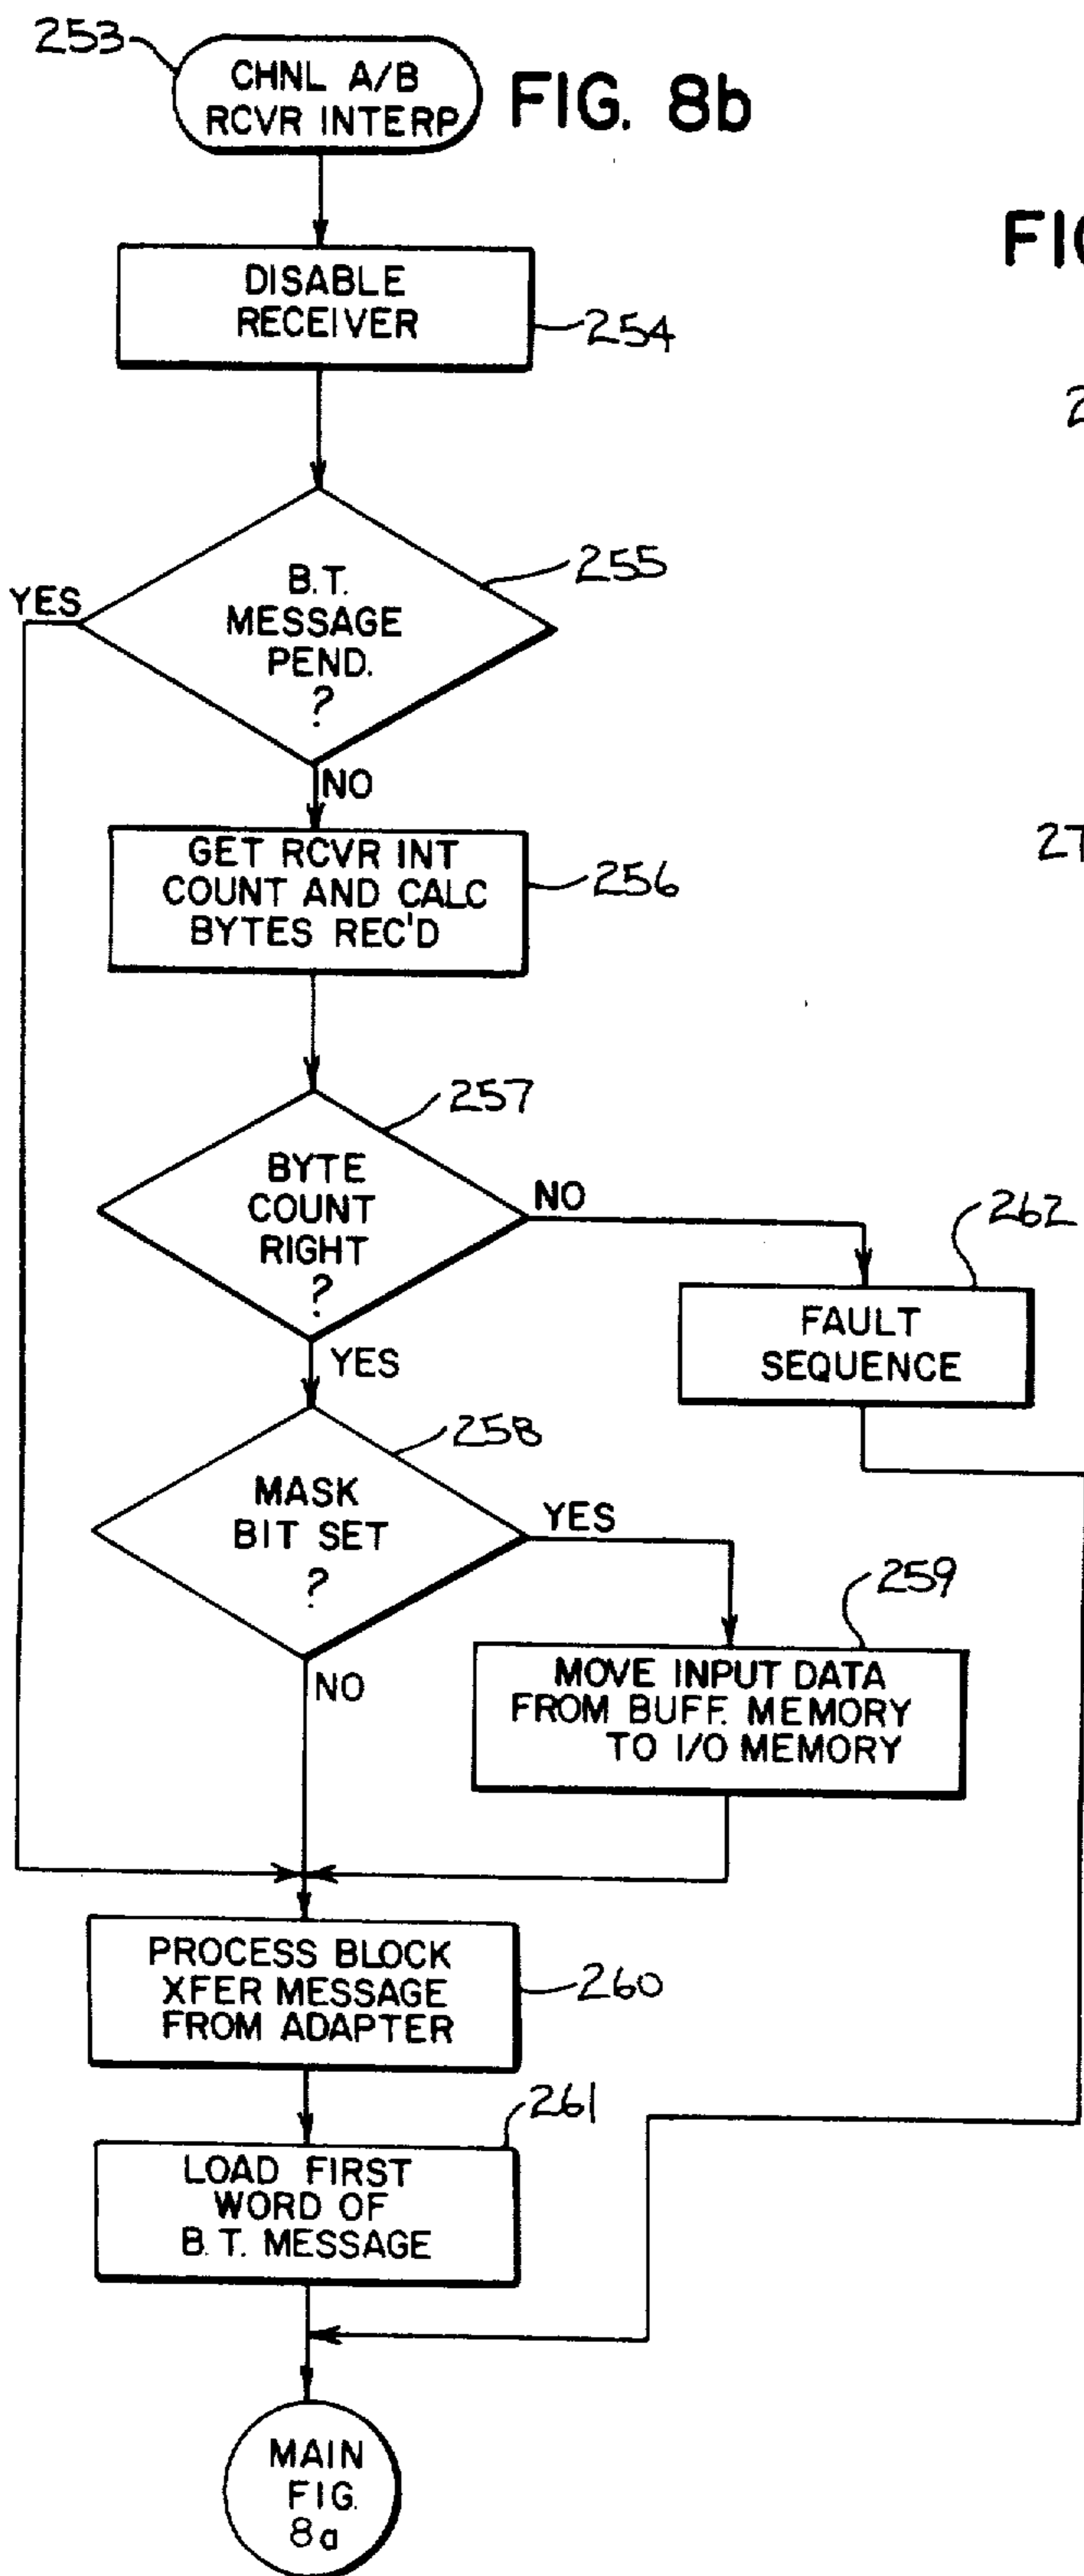 253
CHNL A/B
RCVR INTERP
FIG. 8b
FIG
DISABLE
RECEIVER
254
2
255
YES
B.T.
MESSAGE
PEND.
?
NO
27
GET RCVR INT
COUNT AND CALC
BYTES REC'D
256
257
BYTE
COUNT
RIGHT
?
NO
262
FAULT
SEQUENCE
YES
258
MASK
BIT SET
?
YES
259
NO
MOVE INPUT DATA
FROM BUFF. MEMORY
TO I/O MEMORY
PROCESS BLOCK
XFER MESSAGE
FROM ADAPTER
260
261
LOAD FIRST
WORD OF
B.T. MESSAGE
MAIN
FIG.
8a